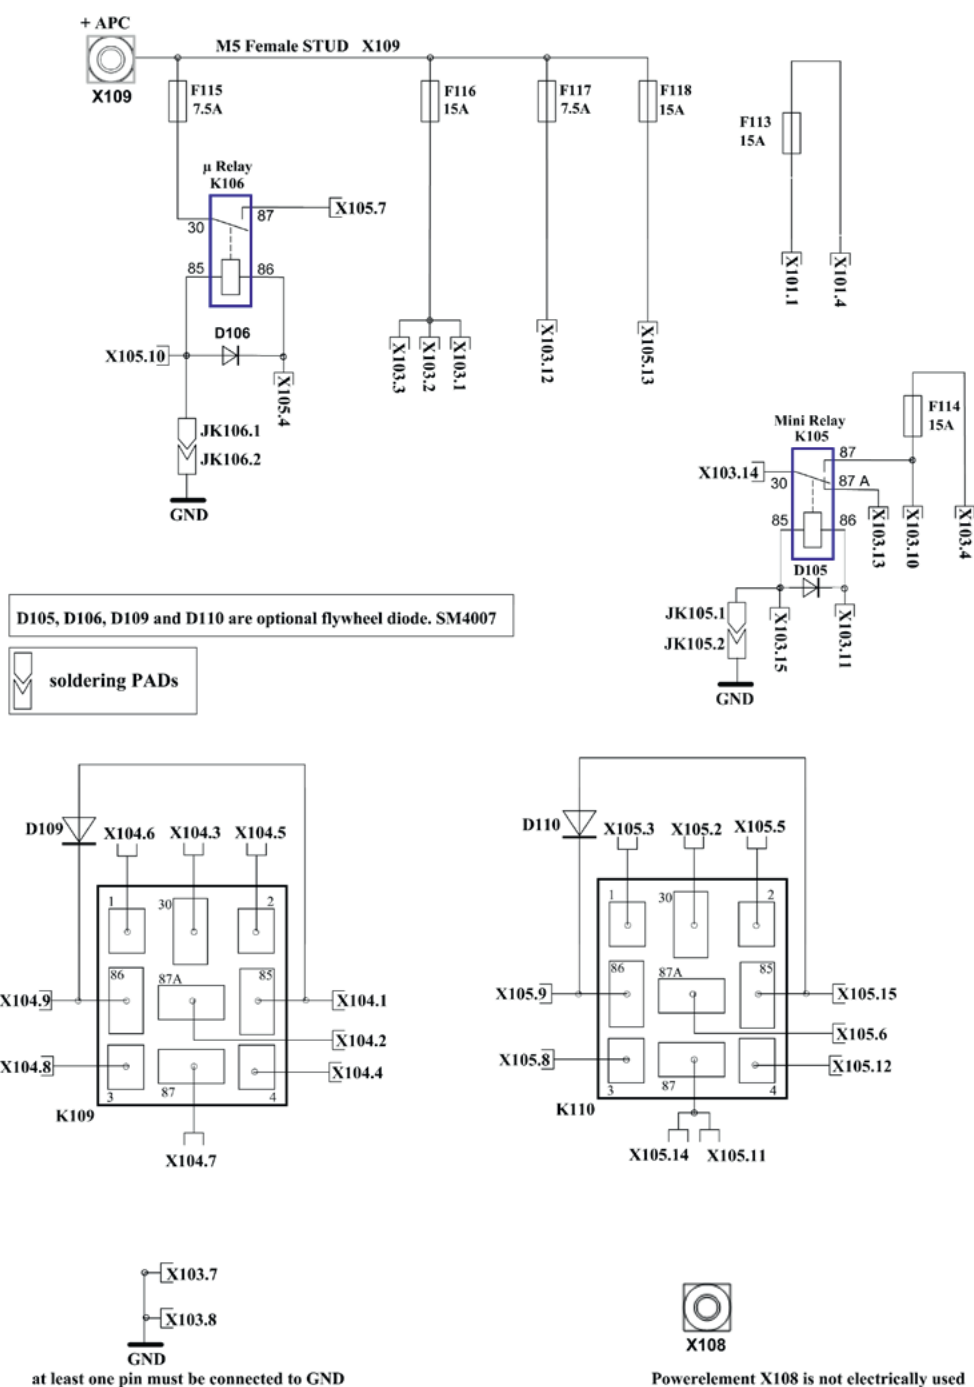 + APC
M5 Female STUD X109
X109
F115
7.5A
F116
15A
F117
7.5A
F118
15A
F113
15A
µ Relay
K106
30
87
X105.7
85
86
D106
X105.10
X105.4
JK106.1
JK106.2
GND
X103.3
X103.2
X103.1
X103.12
X105.13
X101.1
X101.4
F114
15A
Mini Relay
K105
87
X103.14
30
87 A
85
86
X103.13
X103.10
X103.4
D105
JK105.1
JK105.2
X103.15
X103.11
GND
D105, D106, D109 and D110 are optional flywheel diode. SM4007
soldering PADs
D109
X104.6
X104.3
X104.5
1
30
2
86
87A
85
X104.9
X104.1
X104.2
X104.8
X104.4
3
87
4
K109
X104.7
D110
X105.3
X105.2
X105.5
1
30
2
86
87A
85
X105.9
X105.15
X105.6
X105.8
X105.12
3
87
4
K110
X105.14
X105.11
X103.7
X103.8
GND
at least one pin must be connected to GND
X108
Powerelement X108 is not electrically used